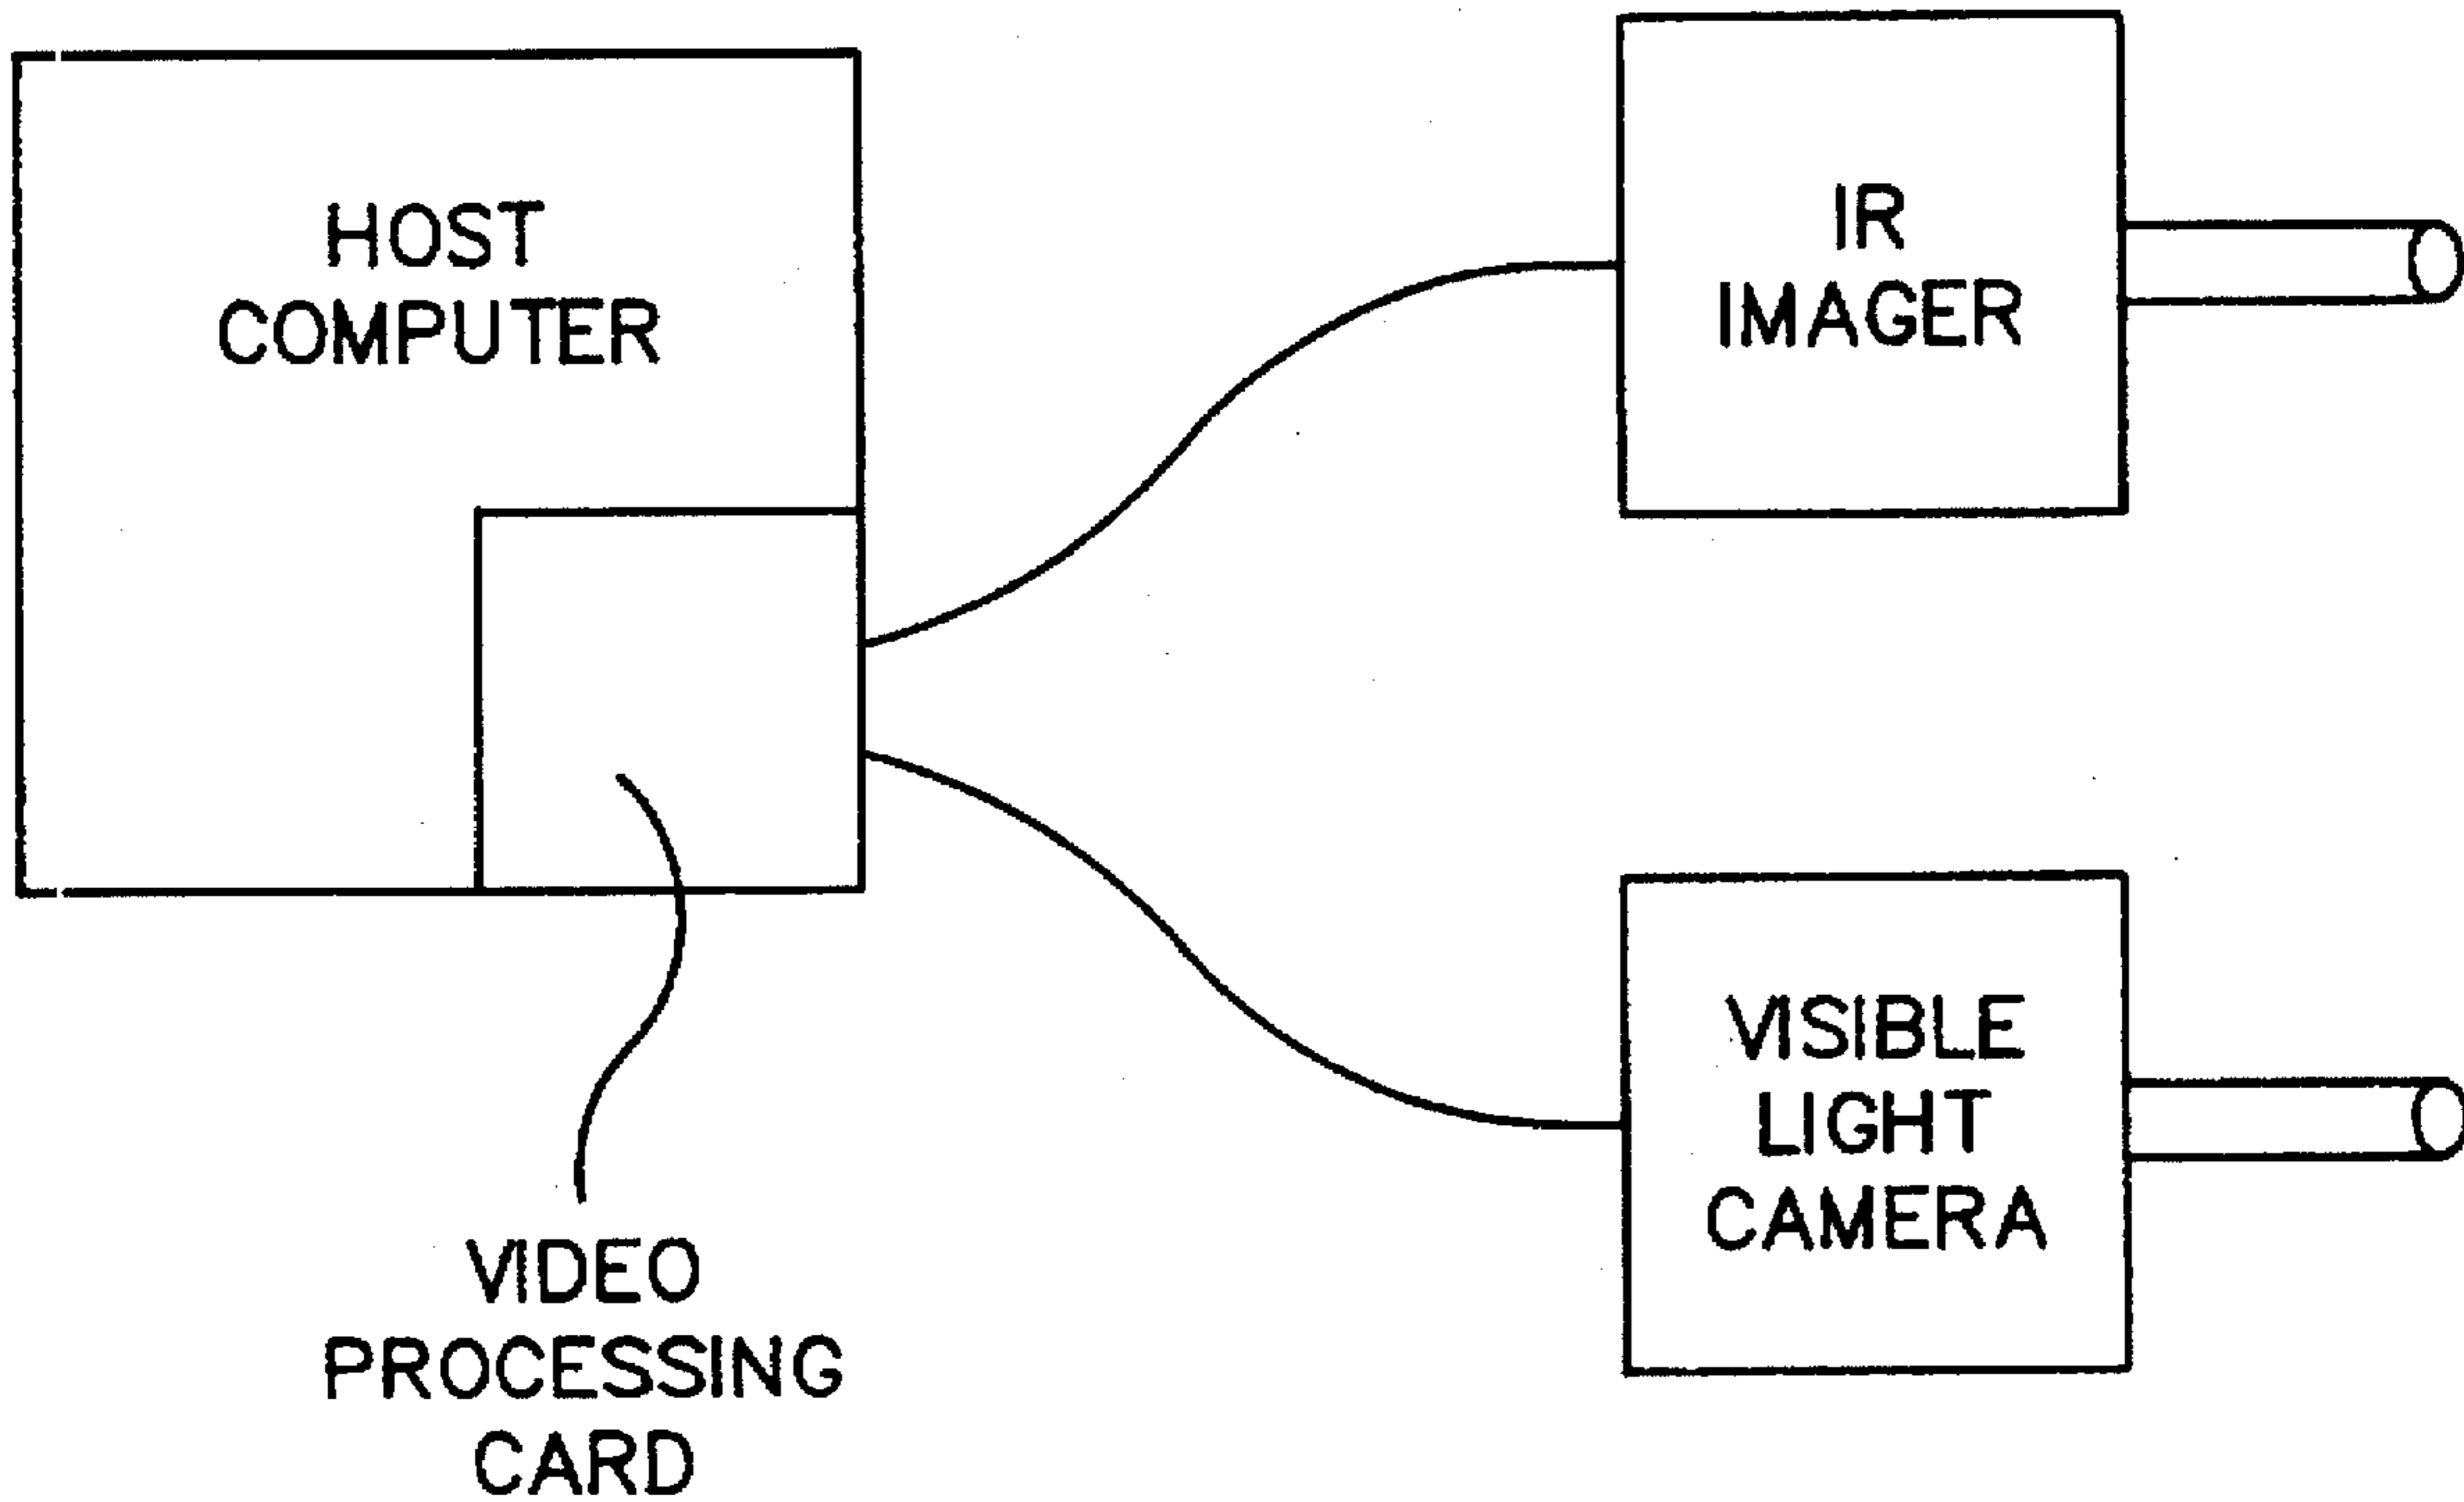 HOST
COMPUTER
IR
IMAGER
VISIBLE
LIGHT
CAMERA
VIDEO
PROCESSING
CARD